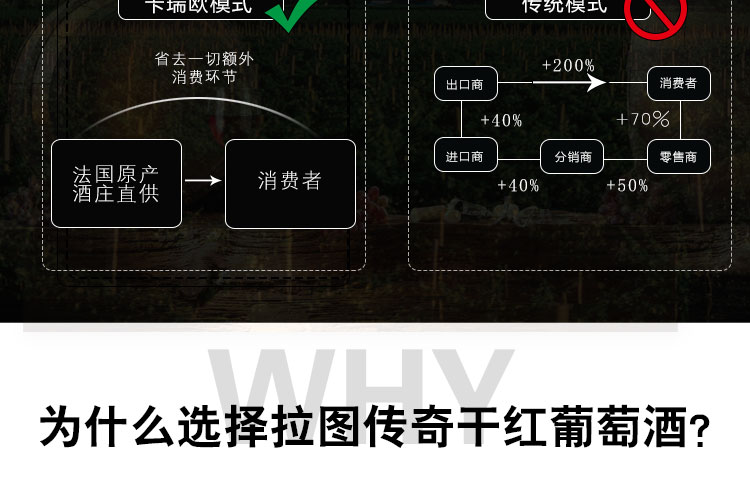 卡瑞欧模式
省去一切额外
消费环节
法国原产
酒庄直供
消费者
传统模式
出口商
+200%
消费者
+40%
+70%
进口商
分销商
零售商
+40%
+50%
WHY
为什么选择拉图传奇干红葡萄酒?